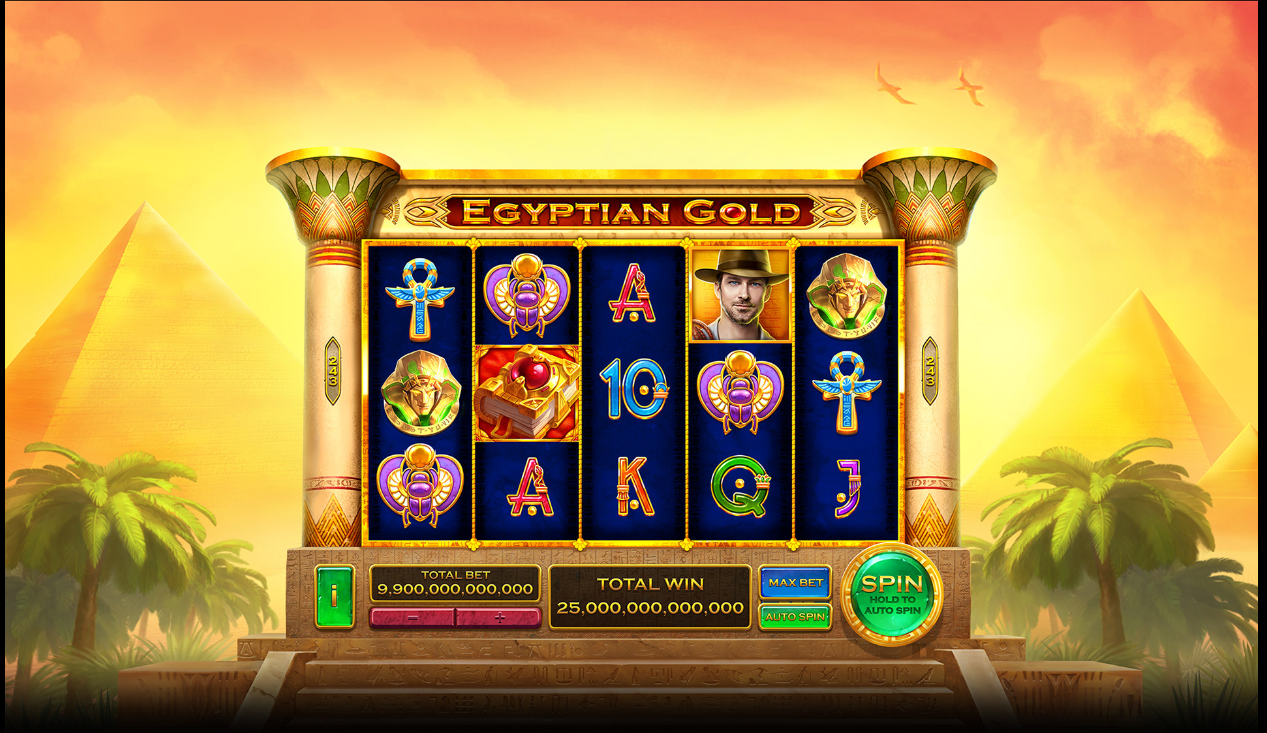 EGYPTIAN GOLD
A
10
A
K
Q
J
243
243
i
TOTAL BET
9,900,000,000,000
− +
TOTAL WIN
25,000,000,000,000
MAX BET
AUTO SPIN
SPIN
HOLD TO
AUTO SPIN